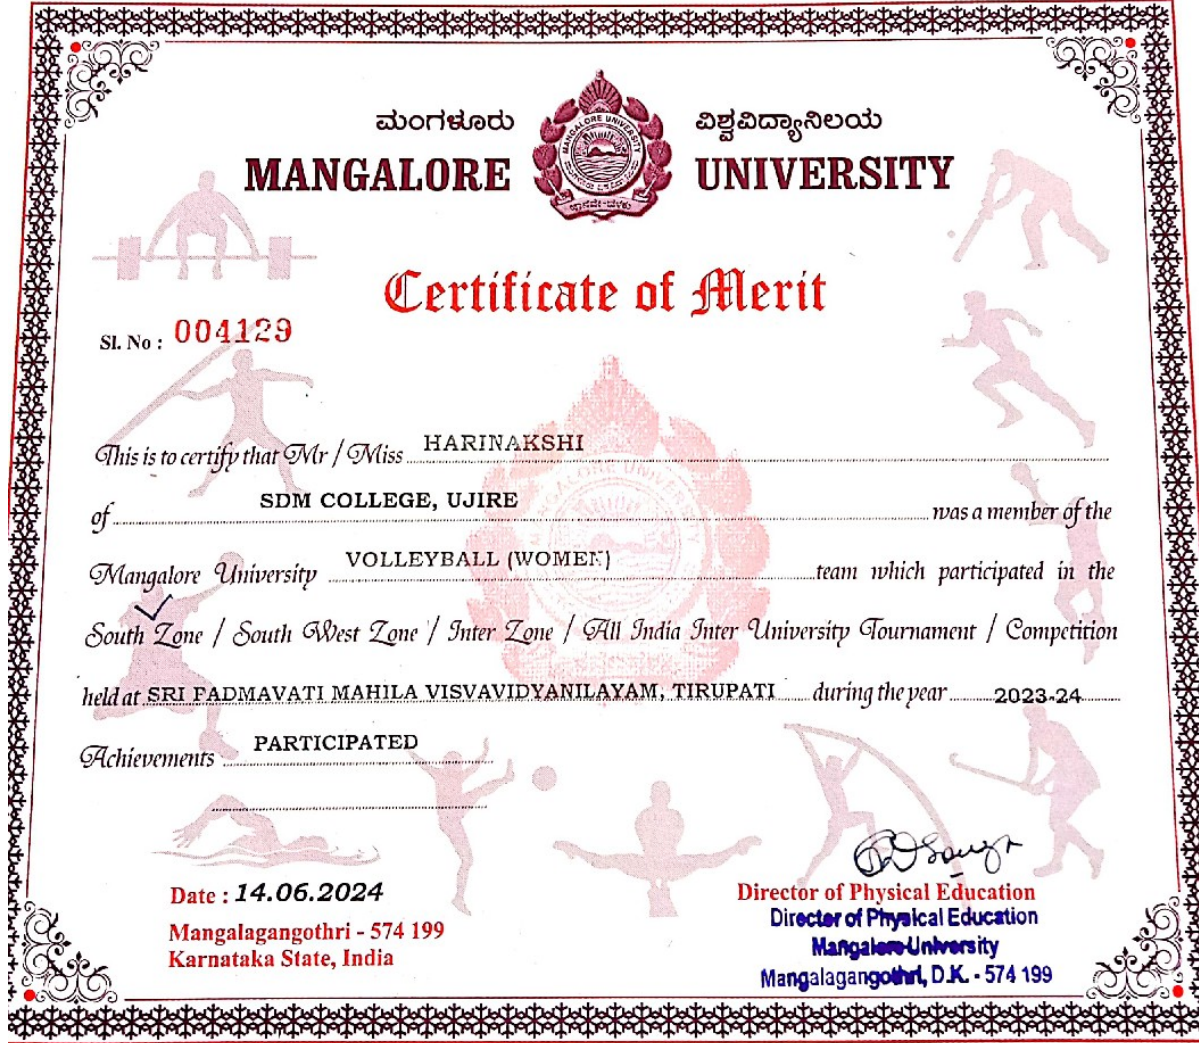 ಮಂಗಳೂರು ವಿಶ್ವವಿದ್ಯಾನಿಲಯ
MANGALORE UNIVERSITY
MANGALORE UNIVERSITY
ಜ್ಞಾನವೇ ಬೆಳಕು
Certificate of Merit
Sl. No : 004129
This is to certify that Mr / Miss HARINAKSHI
of SDM COLLEGE, UJIRE was a member of the
Mangalore University VOLLEYBALL (WOMEN) team which participated in the
South Zone / South West Zone / Inter Zone / All India Inter University Tournament / Competition
held at SRI PADMAVATI MAHILA VISVAVIDYANILAYAM, TIRUPATI during the year 2023-24
Achievements PARTICIPATED
Date : 14.06.2024
Mangalagangothri - 574 199
Karnataka State, India
Director of Physical Education
Director of Physical Education
Mangalore University
Mangalagangothri, D.K. - 574 199